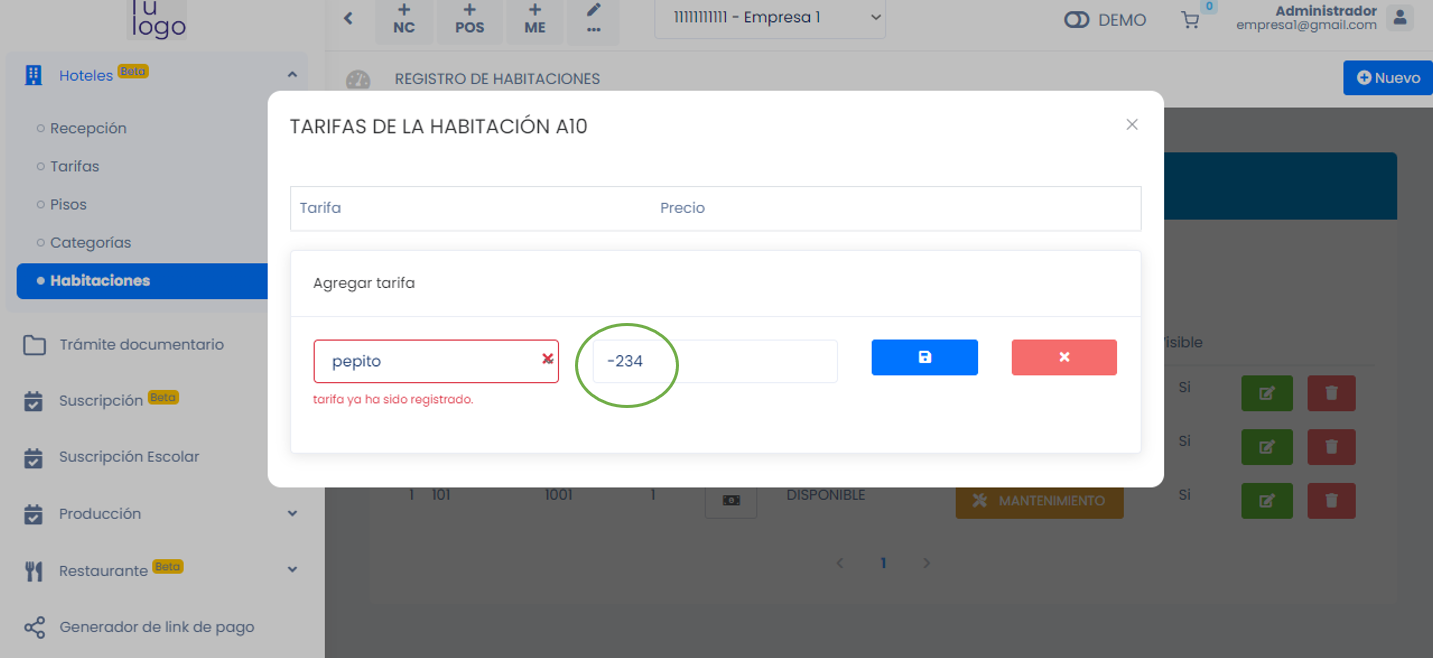 Tu
logo
NC
POS
ME
...
11111111111 - Empresa 1
DEMO
0
Administrador
empresa1@gmail.com
Hoteles Beta
REGISTRO DE HABITACIONES
Nuevo
Recepción
Tarifas
Pisos
Categorías
Habitaciones
Trámite documentario
Suscripción Beta
Suscripción Escolar
Producción
Restaurante Beta
Generador de link de pago
TARIFAS DE LA HABITACIÓN A10
Tarifa Precio
Agregar tarifa
pepito -234
tarifa ya ha sido registrado.
Visible
Si
Si
1 101 1001 1 DISPONIBLE MANTENIMIENTO Si
1